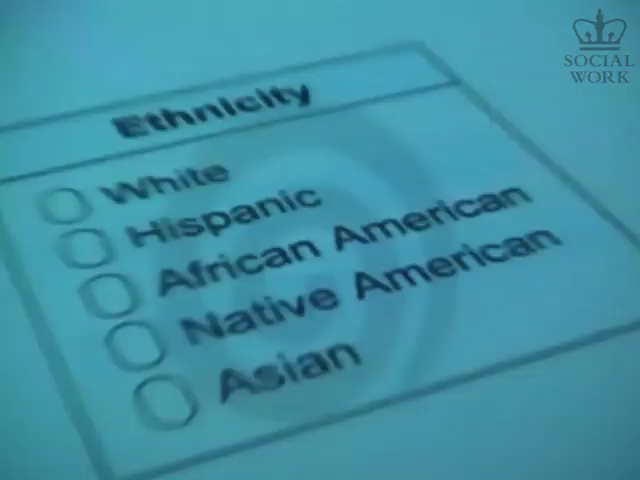 SOCIAL
WORK
Ethnicity
White
Hispanic
African American
Native American
Asian